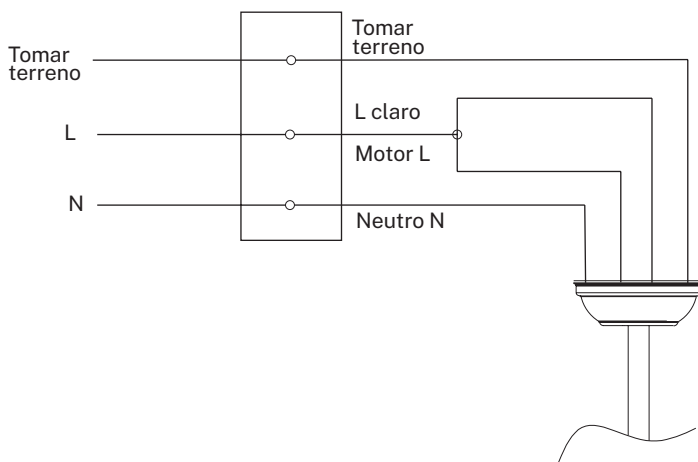 Tomar
terreno
Tomar
terreno
L
L claro
Motor L
N
Neutro N